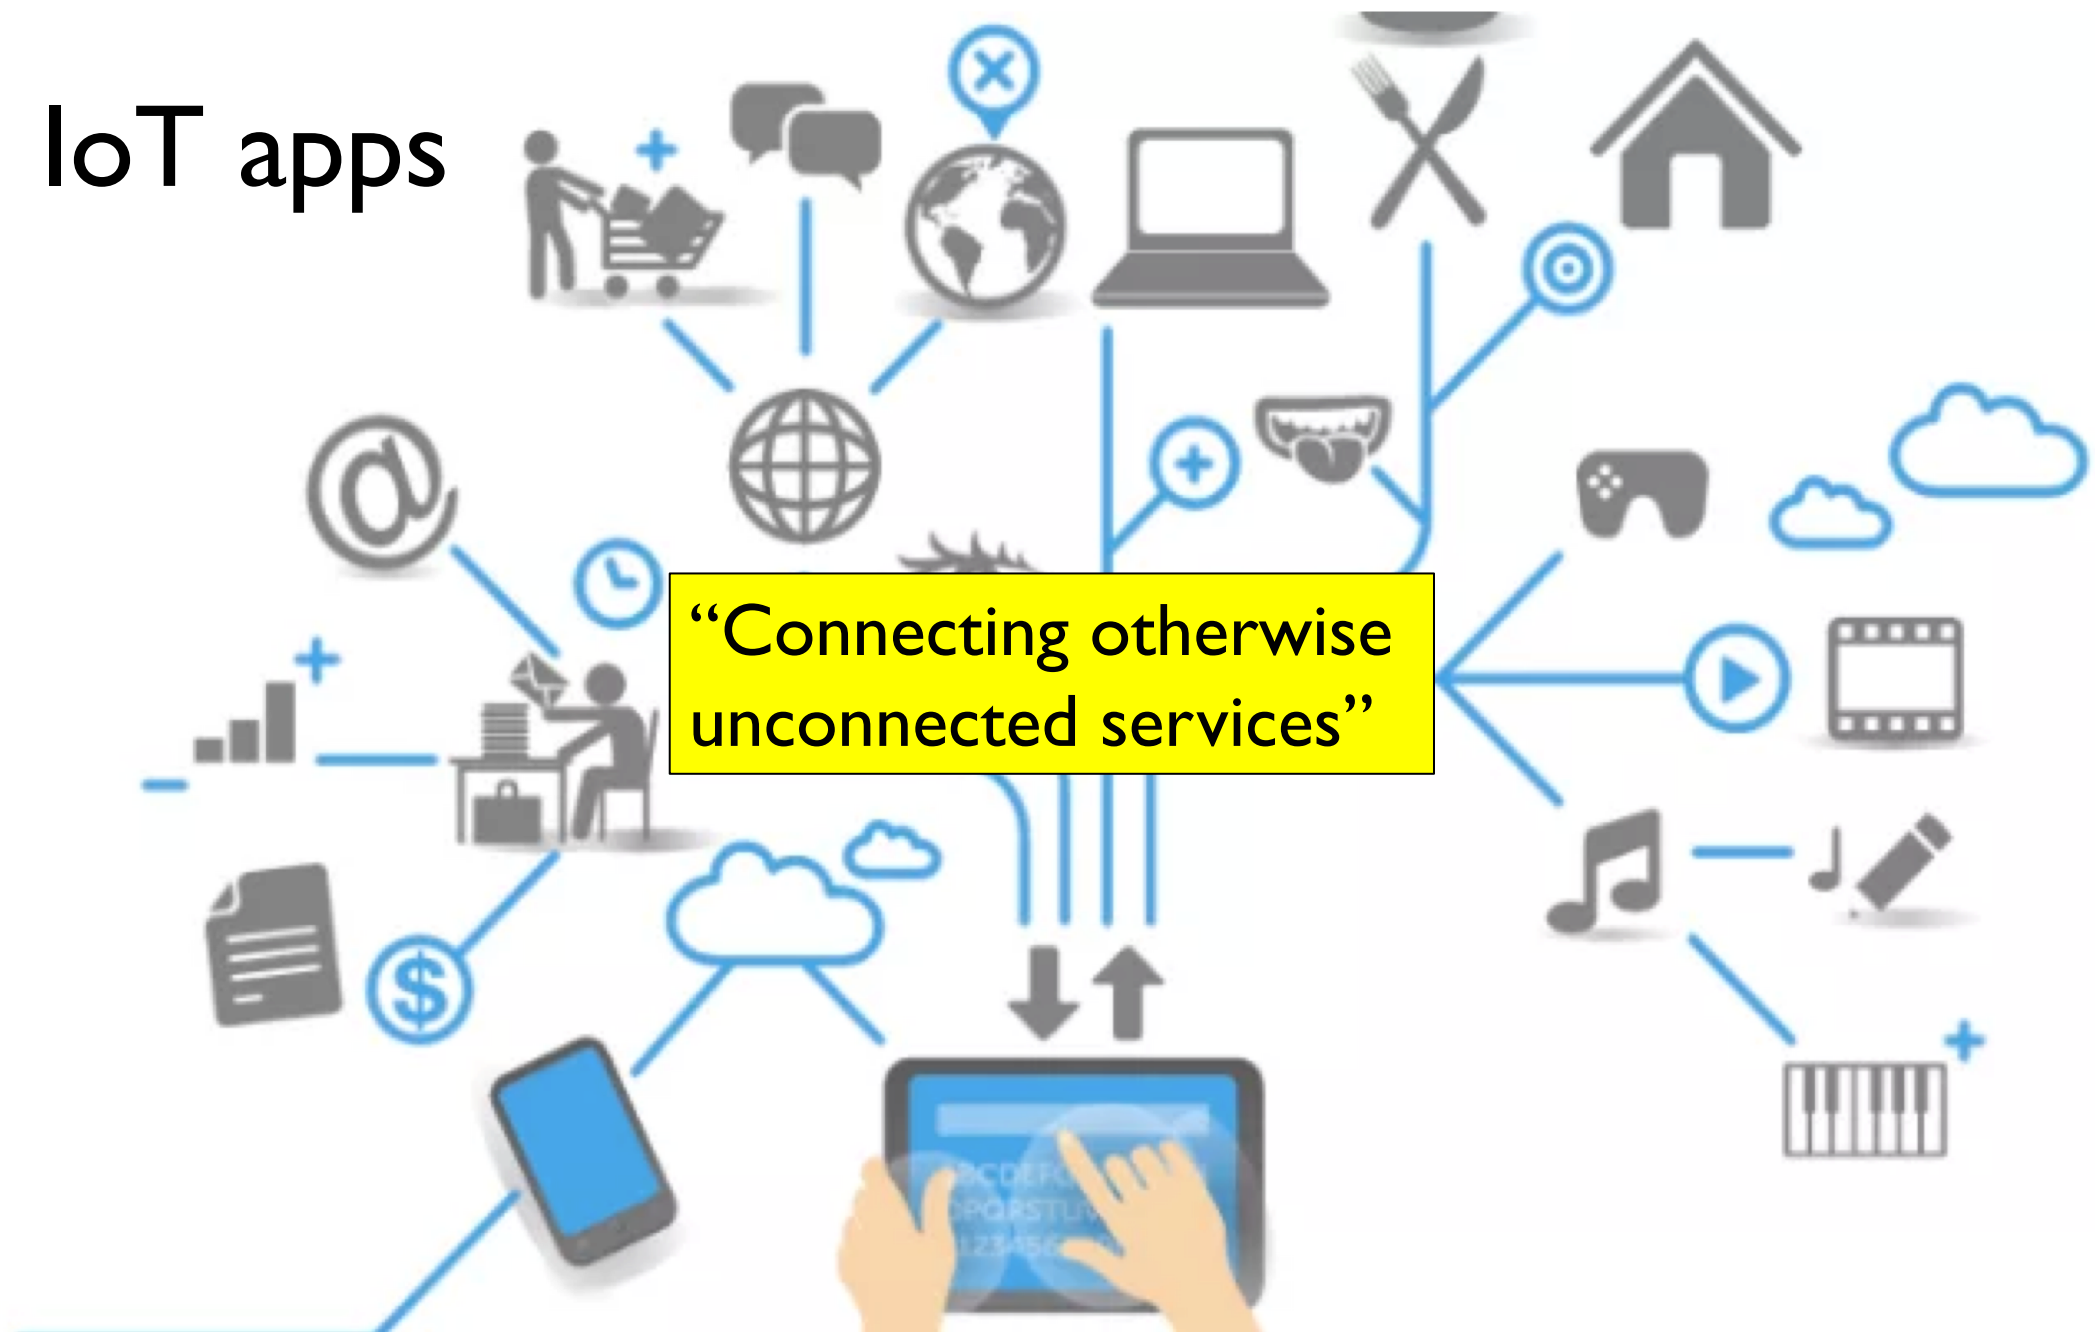 IoT apps
“Connecting otherwise
unconnected services”
@
$